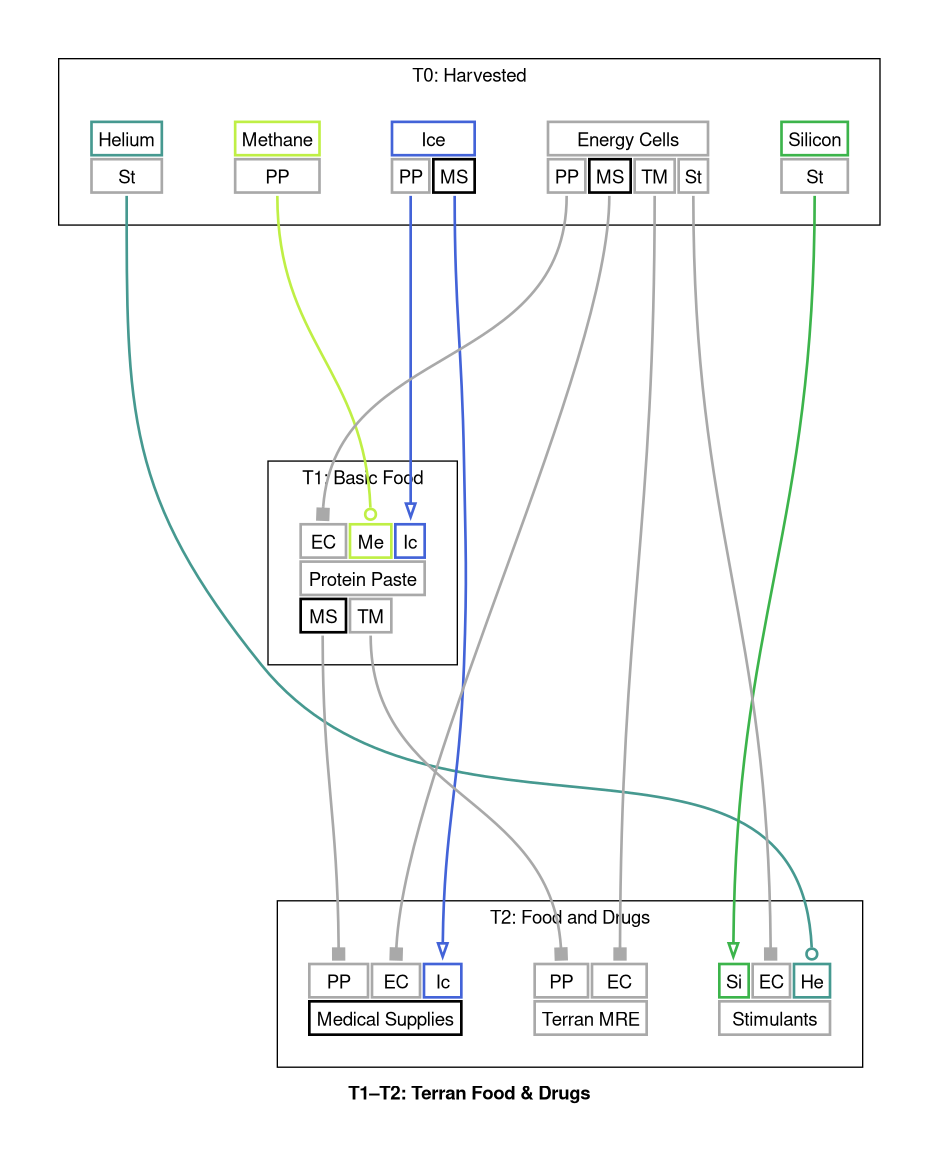 T0: Harvested
Helium Methane Ice Energy Cells Silicon
St PP PP MS PP MS TM St St
T1: Basic Food
EC Me Ic
Protein Paste
MS TM
T2: Food and Drugs
PP EC Ic PP EC Si EC He
Medical Supplies Terran MRE Stimulants
T1–T2: Terran Food & Drugs